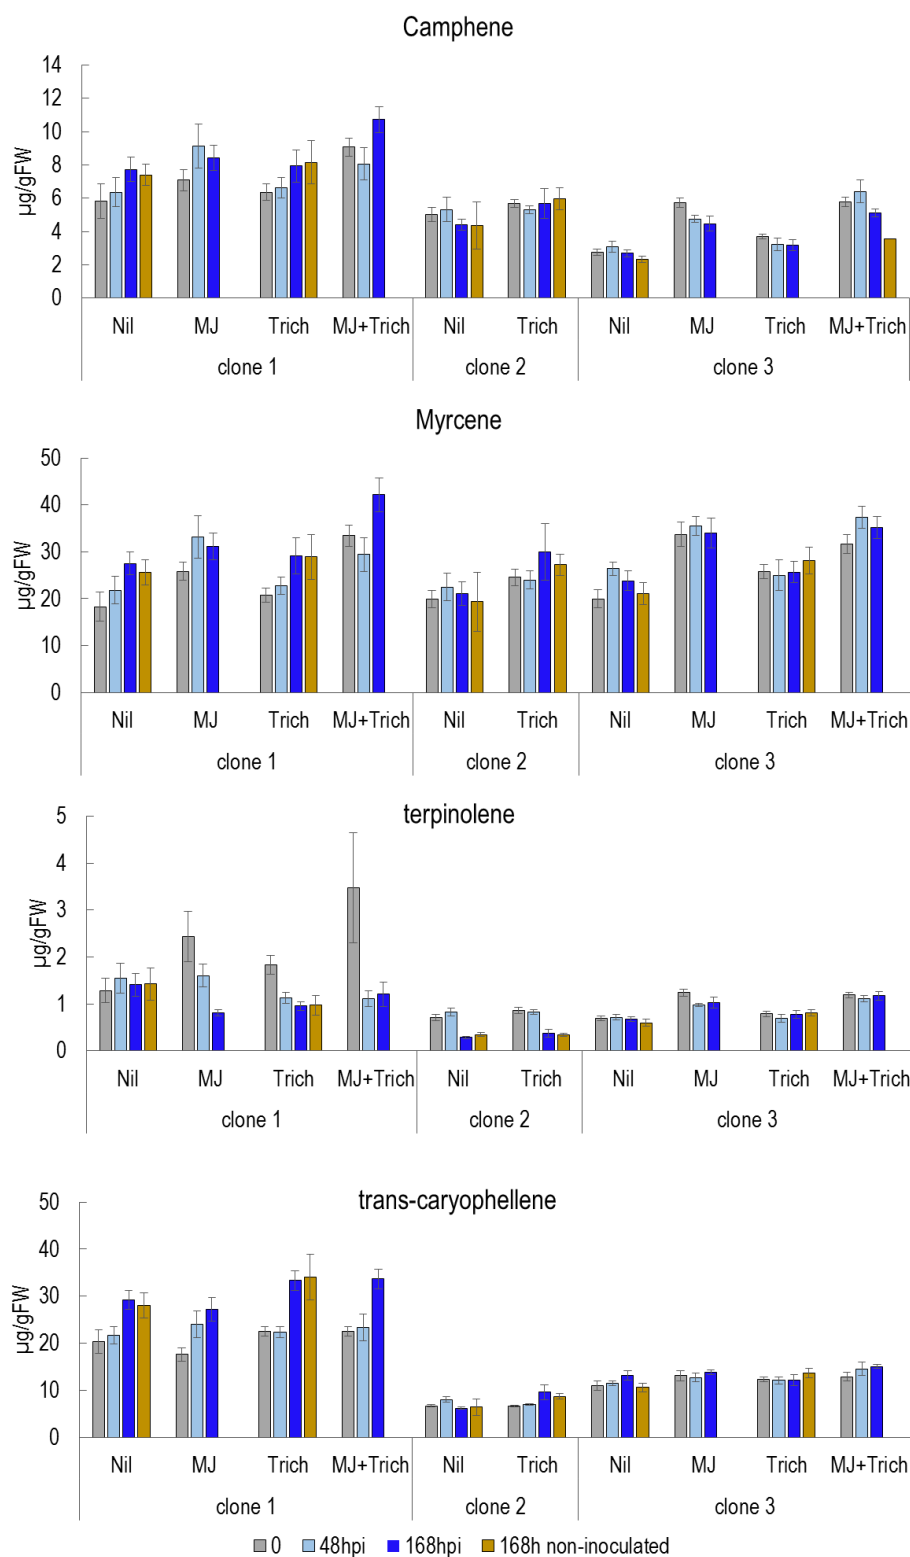 Camphene
14
12
10
8
6
4
2
0
µg/gFW
Nil MJ Trich MJ+Trich Nil Trich Nil MJ Trich MJ+Trich
clone 1 clone 2 clone 3
Myrcene
50
40
30
20
10
0
µg/gFW
Nil MJ Trich MJ+Trich Nil Trich Nil MJ Trich MJ+Trich
clone 1 clone 2 clone 3
terpinolene
5
4
3
2
1
0
µg/gFW
Nil MJ Trich MJ+Trich Nil Trich Nil MJ Trich MJ+Trich
clone 1 clone 2 clone 3
trans-caryophellene
50
40
30
20
10
0
µg/gFW
Nil MJ Trich MJ+Trich Nil Trich Nil MJ Trich MJ+Trich
clone 1 clone 2 clone 3
0 48hpi 168hpi 168h non-inoculated